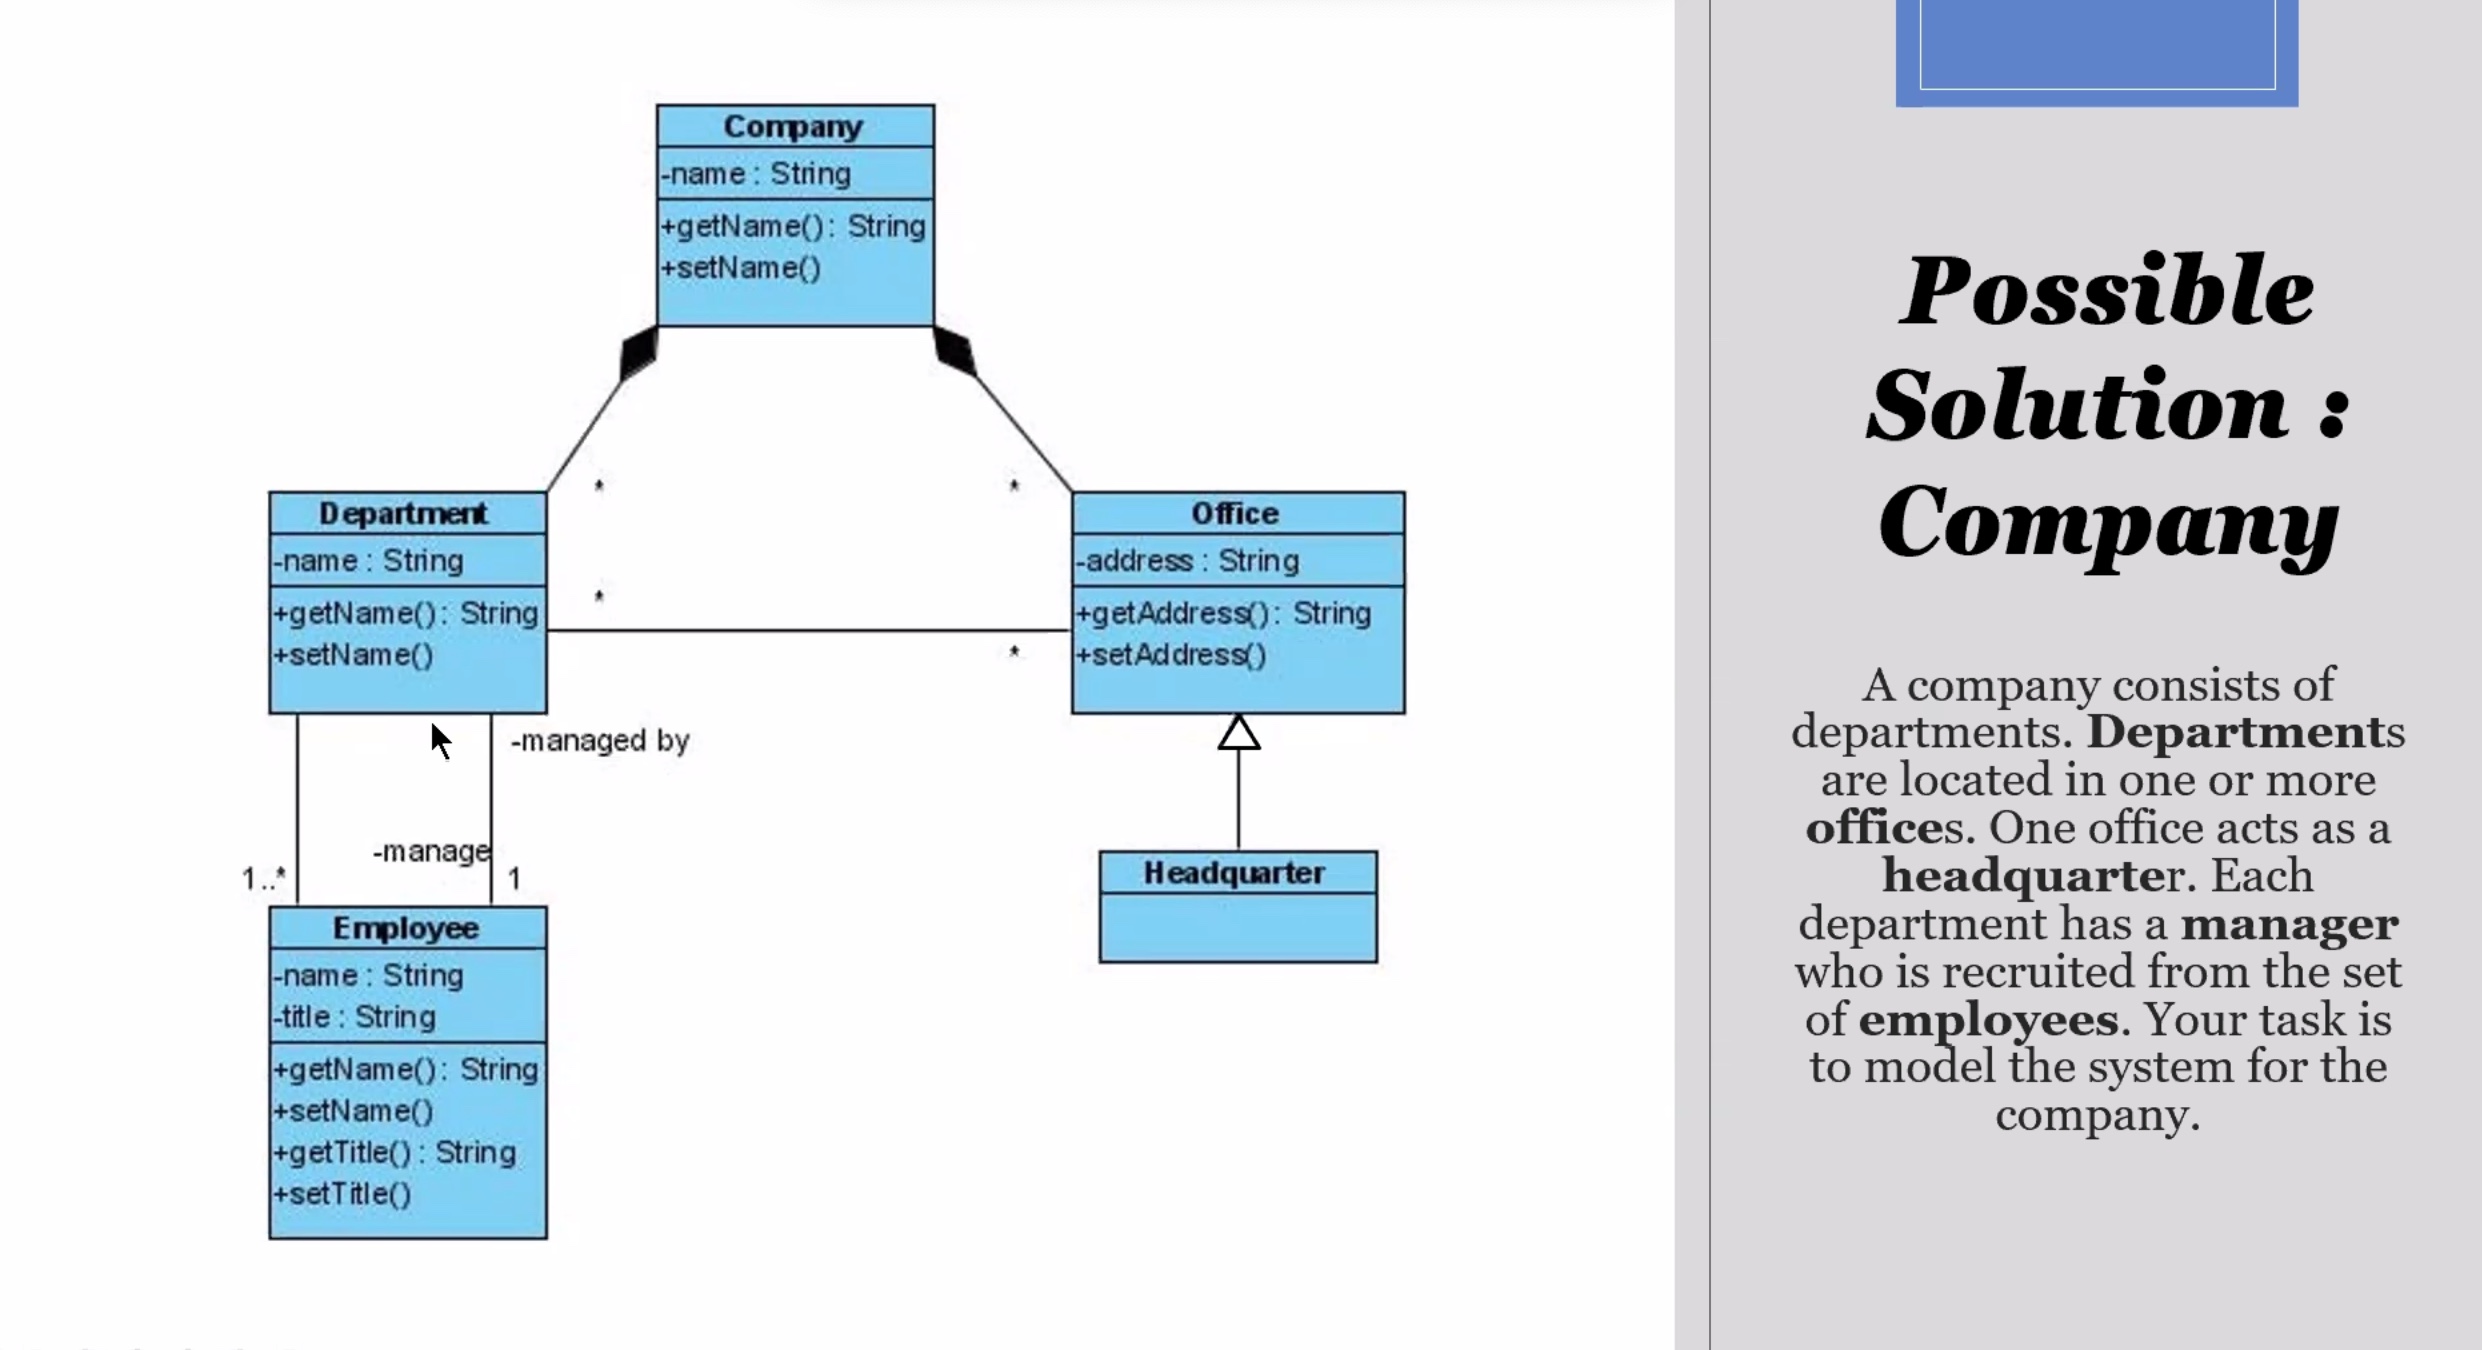 Company
-name : String
+getName() : String
+setName()
*
*
Department
-name : String
+getName() : String
+setName()
Office
-address : String
+getAddress() : String
+setAddress()
*
*
-managed by
-manage
1..*
1
Headquarter
Employee
-name : String
-title : String
+getName() : String
+setName()
+getTitle() : String
+setTitle()
Possible
Solution :
Company
A company consists of
departments. Departments
are located in one or more
offices. One office acts as a
headquarter. Each
department has a manager
who is recruited from the set
of employees. Your task is
to model the system for the
company.